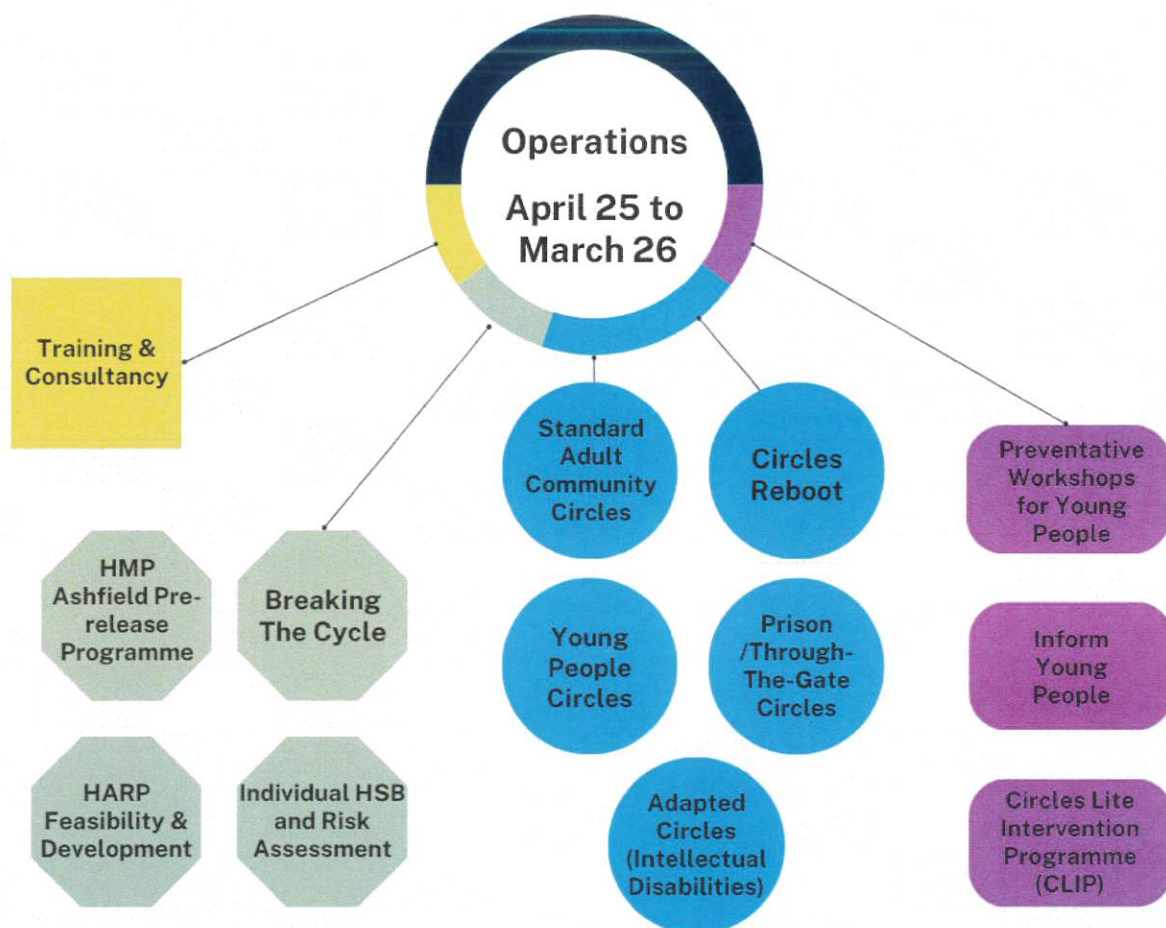 Operations
April 25 to
March 26
Training &
Consultancy
HMP
Ashfield Pre-
release
Programme
Breaking
The Cycle
HARP
Feasibility &
Development
Individual HSB
and Risk
Assessment
Standard
Adult
Community
Circles
Circles
Reboot
Young
People
Circles
Prison
/Through-
The-Gate
Circles
Adapted
Circles
(Intellectual
Disabilities)
Preventative
Workshops
for Young
People
Inform
Young
People
Circles Lite
Intervention
Programme
(CLIP)